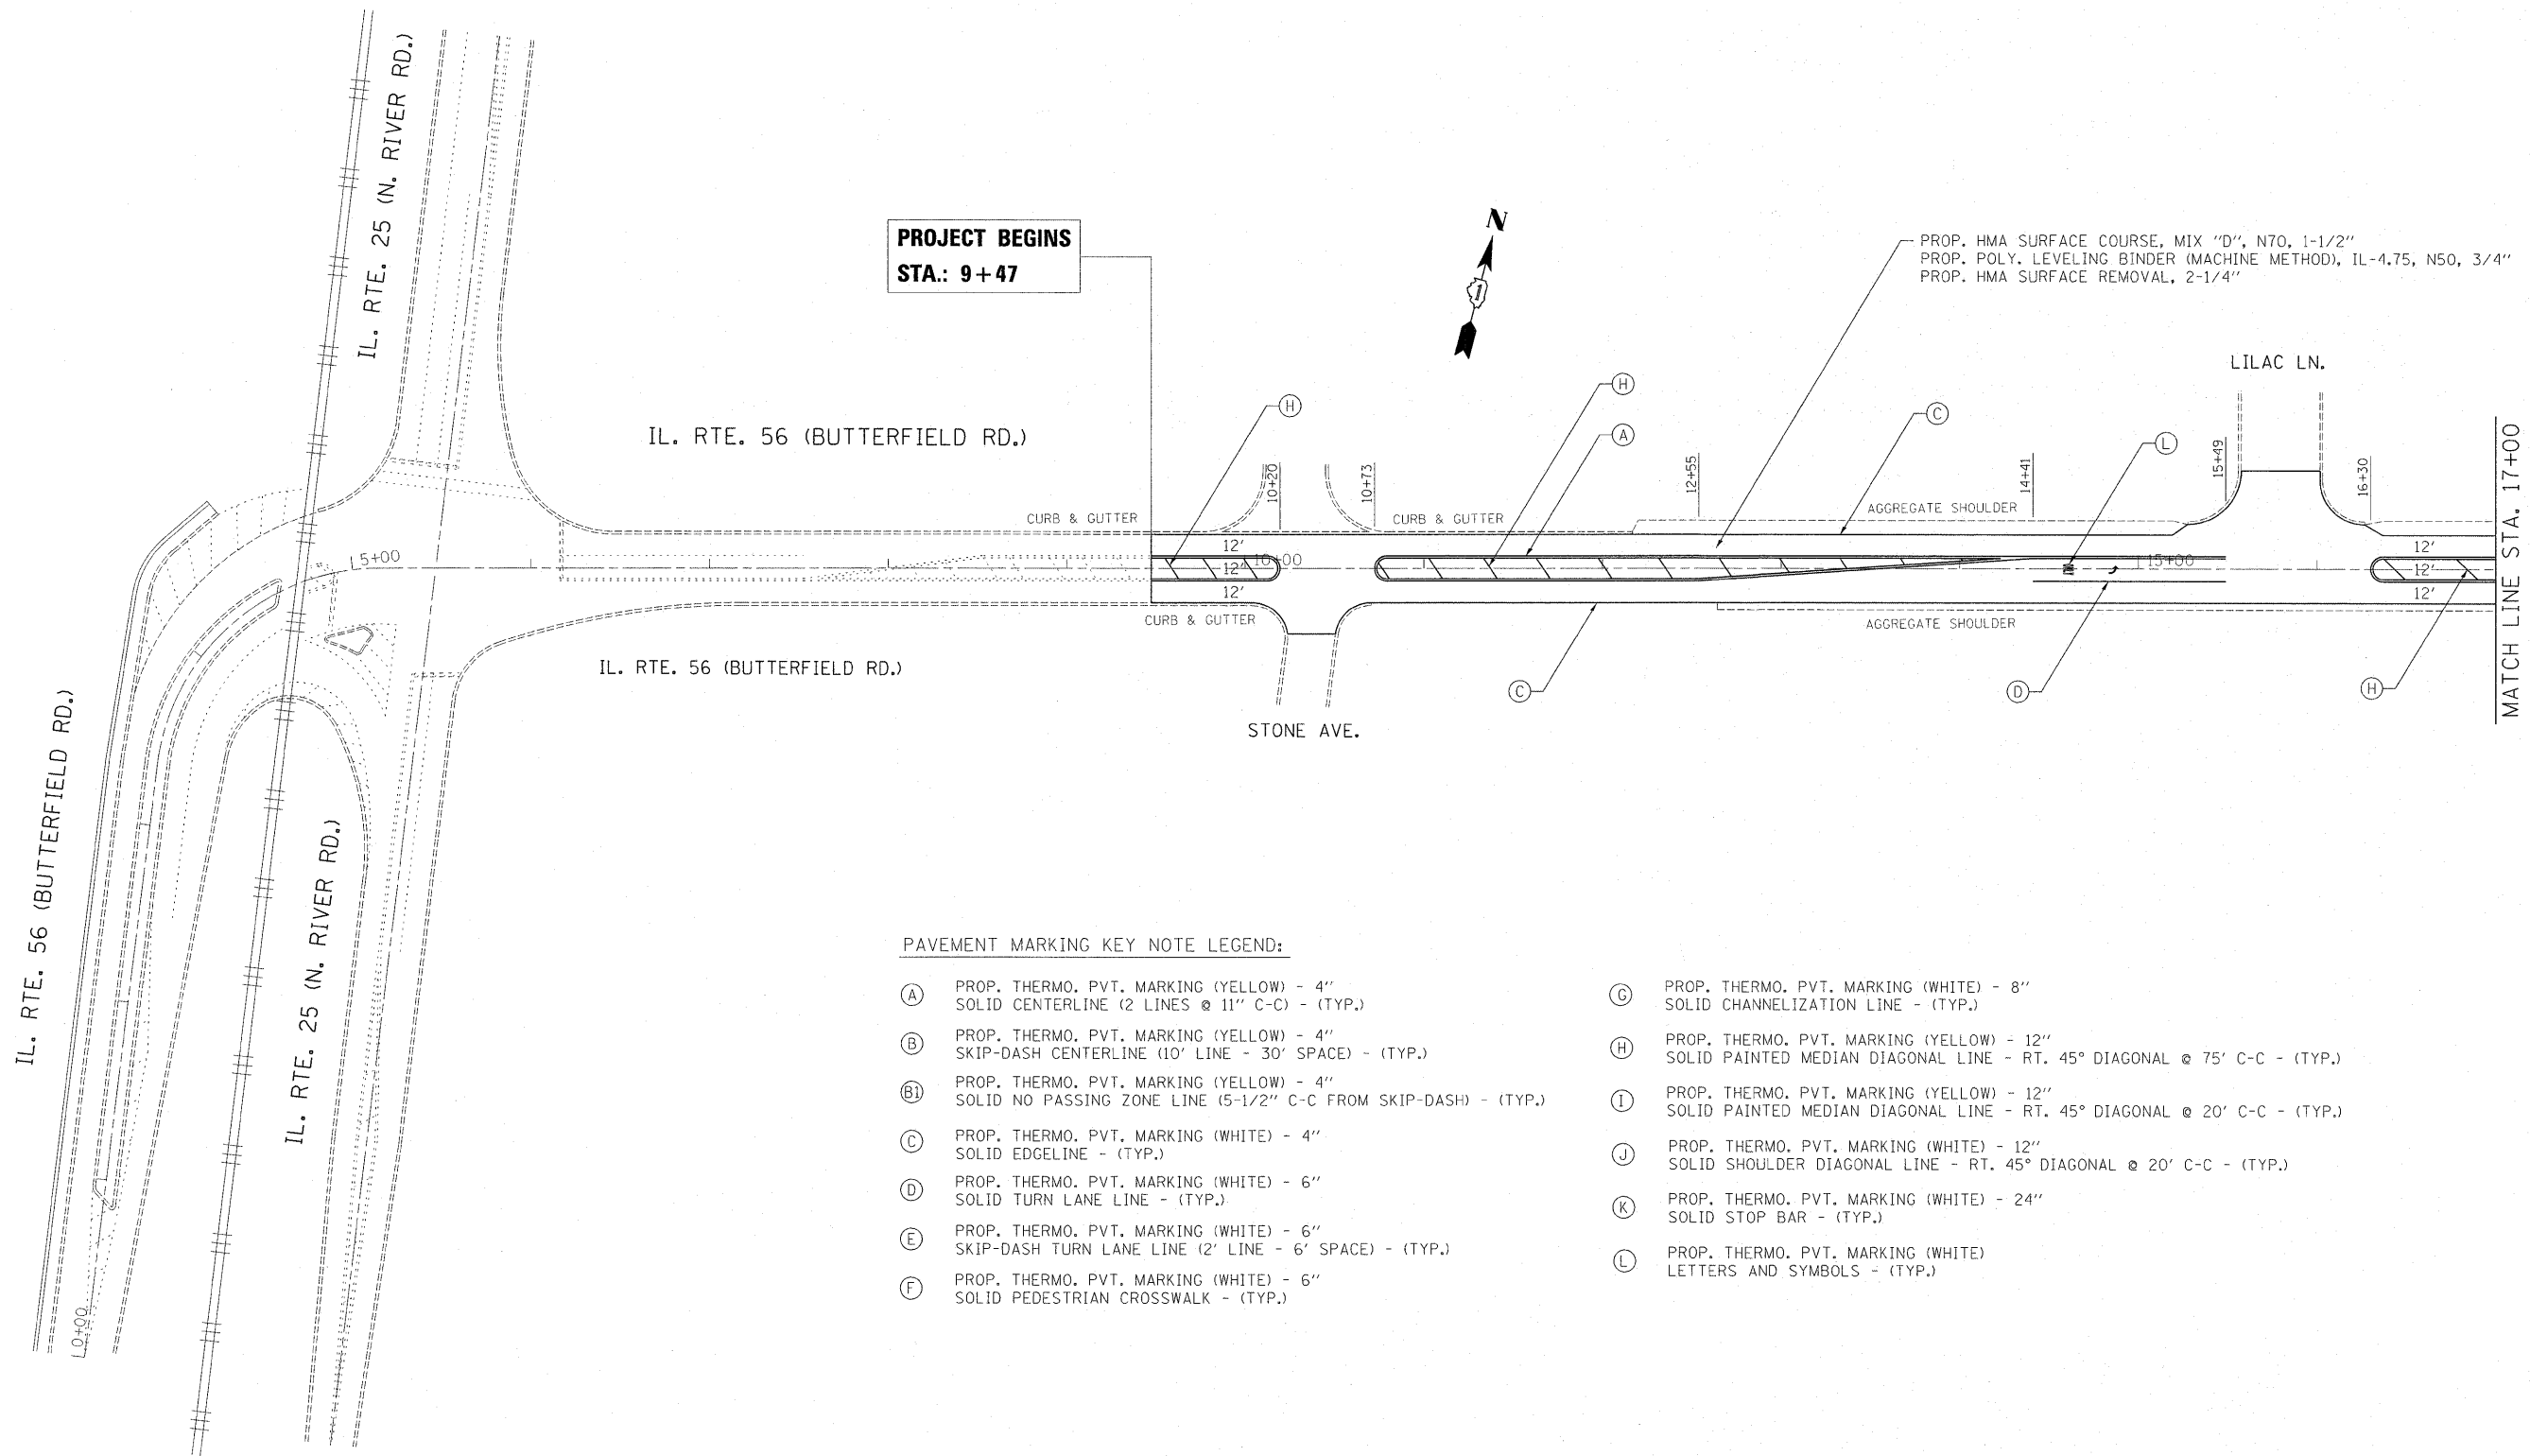 IL. RTE. 25 (N. RIVER RD.)
PROJECT BEGINS
STA.: 9+47
N
1
PROP. HMA SURFACE COURSE, MIX "D", N70, 1-1/2"
PROP. POLY. LEVELING BINDER (MACHINE METHOD), IL-4.75, N50, 3/4"
PROP. HMA SURFACE REMOVAL, 2-1/4"
LILAC LN.
IL. RTE. 56 (BUTTERFIELD RD.)
H
H
A
C
L
10+20
10+73
12+55
14+41
15+49
16+30
MATCH LINE STA. 17+00
CURB & GUTTER
CURB & GUTTER
AGGREGATE SHOULDER
5+00
12'
12'
12'
10+00
15+00
12'
12'
12'
CURB & GUTTER
AGGREGATE SHOULDER
IL. RTE. 56 (BUTTERFIELD RD.)
C
D
H
STONE AVE.
IL. RTE. 56 (BUTTERFIELD RD.)
IL. RTE. 25 (N. RIVER RD.)
0+00
PAVEMENT MARKING KEY NOTE LEGEND:
A
PROP. THERMO. PVT. MARKING (YELLOW) - 4"
SOLID CENTERLINE (2 LINES @ 11" C-C) - (TYP.)
B
PROP. THERMO. PVT. MARKING (YELLOW) - 4"
SKIP-DASH CENTERLINE (10' LINE - 30' SPACE) - (TYP.)
B1
PROP. THERMO. PVT. MARKING (YELLOW) - 4"
SOLID NO PASSING ZONE LINE (5-1/2" C-C FROM SKIP-DASH) - (TYP.)
C
PROP. THERMO. PVT. MARKING (WHITE) - 4"
SOLID EDGELINE - (TYP.)
D
PROP. THERMO. PVT. MARKING (WHITE) - 6"
SOLID TURN LANE LINE - (TYP.)
E
PROP. THERMO. PVT. MARKING (WHITE) - 6"
SKIP-DASH TURN LANE LINE (2' LINE - 6' SPACE) - (TYP.)
F
PROP. THERMO. PVT. MARKING (WHITE) - 6"
SOLID PEDESTRIAN CROSSWALK - (TYP.)
G
PROP. THERMO. PVT. MARKING (WHITE) - 8"
SOLID CHANNELIZATION LINE - (TYP.)
H
PROP. THERMO. PVT. MARKING (YELLOW) - 12"
SOLID PAINTED MEDIAN DIAGONAL LINE - RT. 45° DIAGONAL @ 75' C-C - (TYP.)
I
PROP. THERMO. PVT. MARKING (YELLOW) - 12"
SOLID PAINTED MEDIAN DIAGONAL LINE - RT. 45° DIAGONAL @ 20' C-C - (TYP.)
J
PROP. THERMO. PVT. MARKING (WHITE) - 12"
SOLID SHOULDER DIAGONAL LINE - RT. 45° DIAGONAL @ 20' C-C - (TYP.)
K
PROP. THERMO. PVT. MARKING (WHITE) - 24"
SOLID STOP BAR - (TYP.)
L
PROP. THERMO. PVT. MARKING (WHITE)
LETTERS AND SYMBOLS - (TYP.)